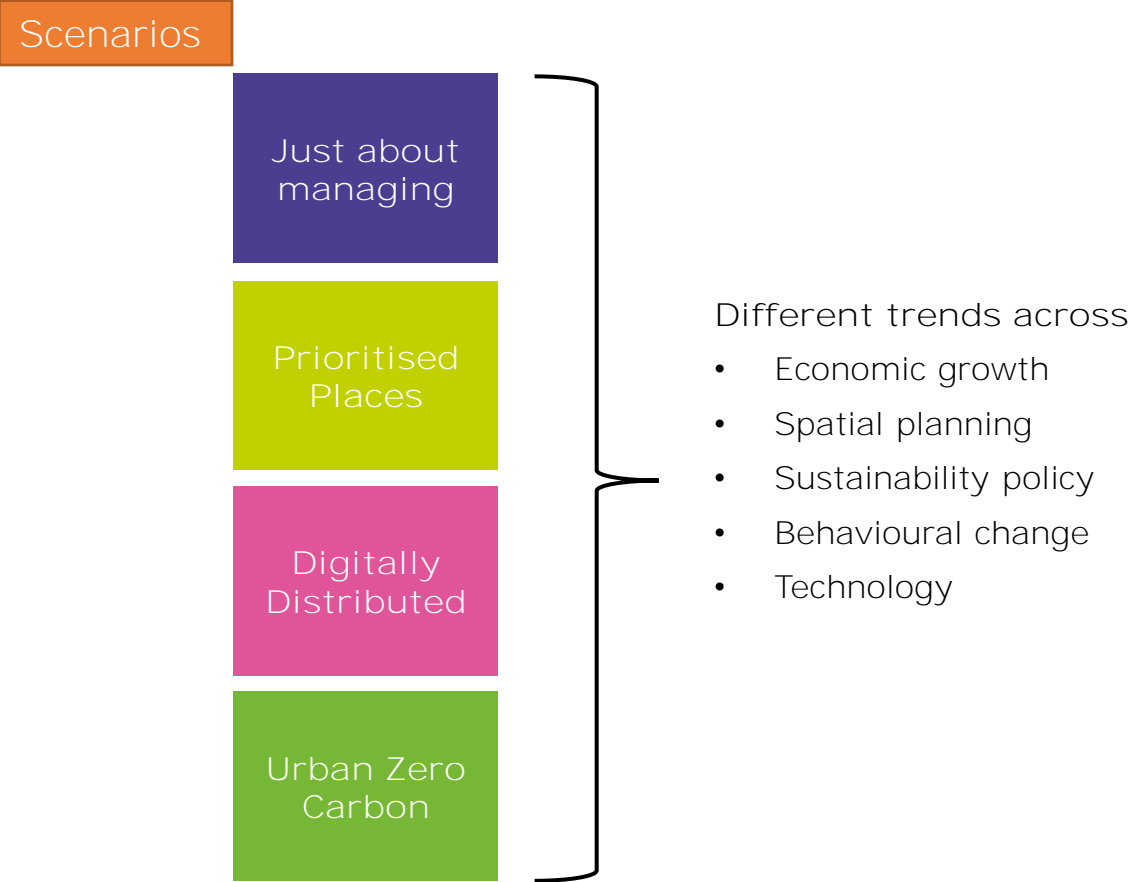 Scenarios
Just about
managing
Prioritised
Places
Digitally
Distributed
Urban Zero
Carbon
Different trends across
• Economic growth
• Spatial planning
• Sustainability policy
• Behavioural change
• Technology